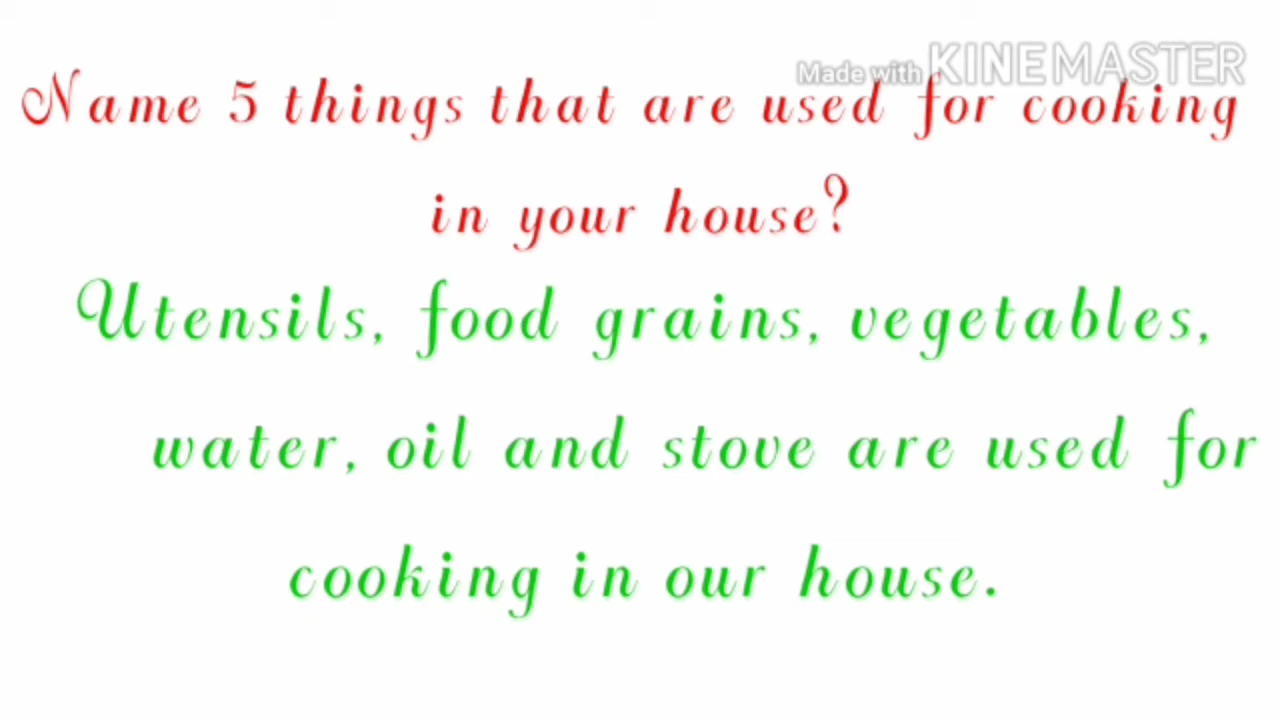 Made with KINEMASTER
Name 5 things that are used for cooking
in your house?
Utensils, food grains, vegetables,
water, oil and stove are used for
cooking in our house.